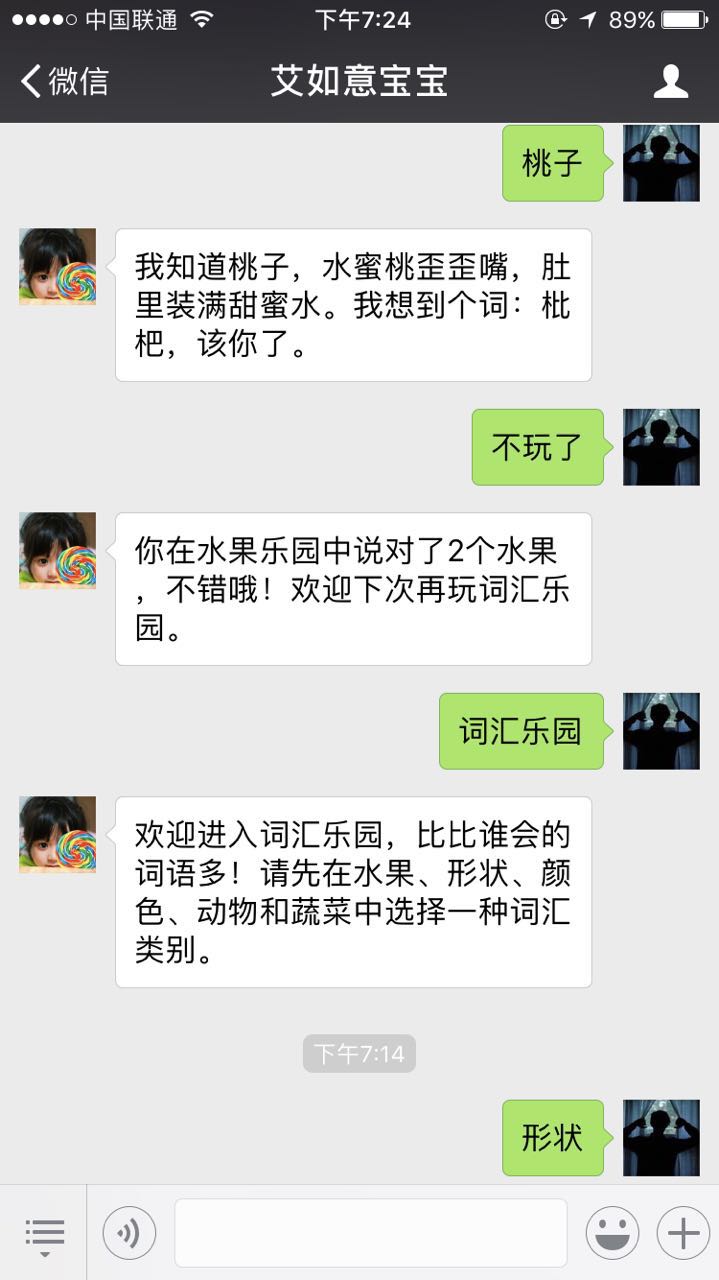 中国联通 下午7:24 89%
微信 艾如意宝宝
桃子
我知道桃子，水蜜桃歪歪嘴，肚
里装满甜蜜水。我想到个词：枇
杷，该你了。
不玩了
你在水果乐园中说对了2个水果
，不错哦！欢迎下次再玩词汇乐
园。
词汇乐园
欢迎进入词汇乐园，比比谁会的
词语多！请先在水果、形状、颜
色、动物和蔬菜中选择一种词汇
类别。
下午7:14
形状